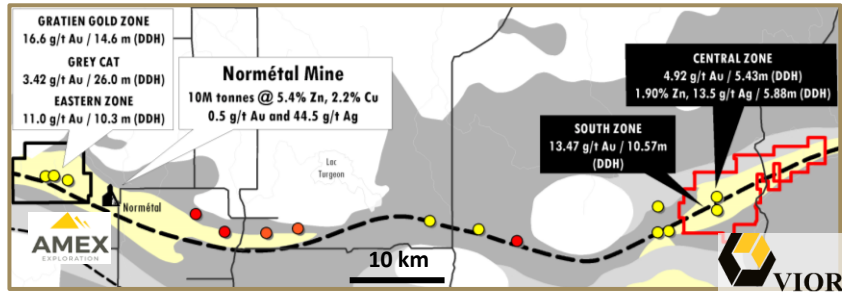 GRATIEN GOLD ZONE
16.6 g/t Au / 14.6 m (DDH)
GREY CAT
3.42 g/t Au / 26.0 m (DDH)
EASTERN ZONE
11.0 g/t Au / 10.3 m (DDH)
Normétal Mine
10M tonnes @ 5.4% Zn, 2.2% Cu
0.5 g/t Au and 44.5 g/t Ag
CENTRAL ZONE
4.92 g/t Au / 5.43m (DDH)
1.90% Zn, 13.5 g/t Ag / 5.88m (DDH)
SOUTH ZONE
13.47 g/t Au / 10.57m
(DDH)
Lac
Turgeon
Normétal
AMEX
EXPLORATION
10 km
VIOR